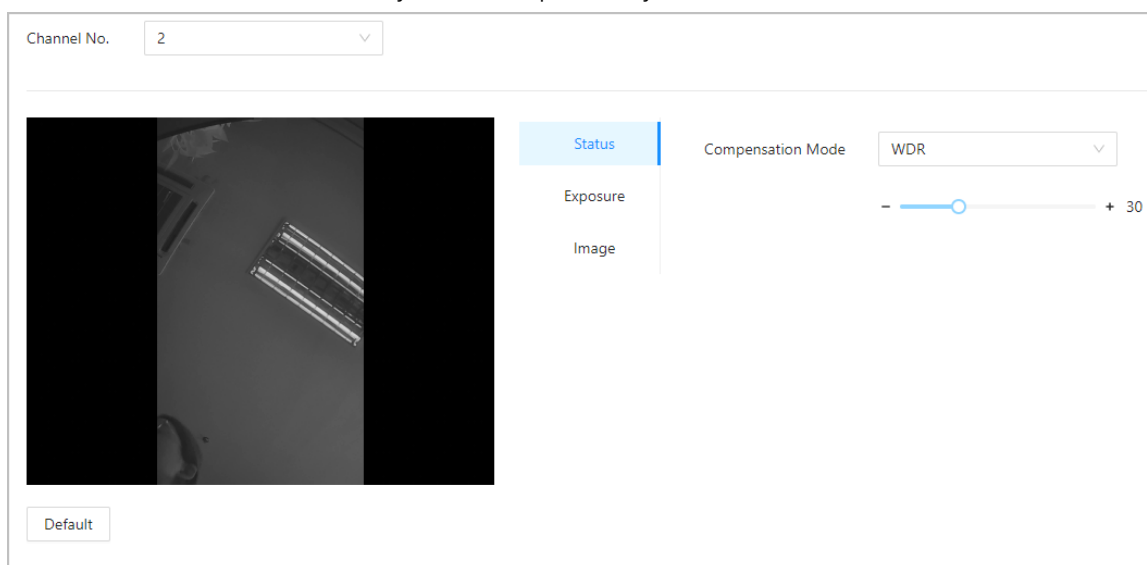 Channel No. 2
Status
Compensation Mode WDR
- + 30
Exposure
Image
Default